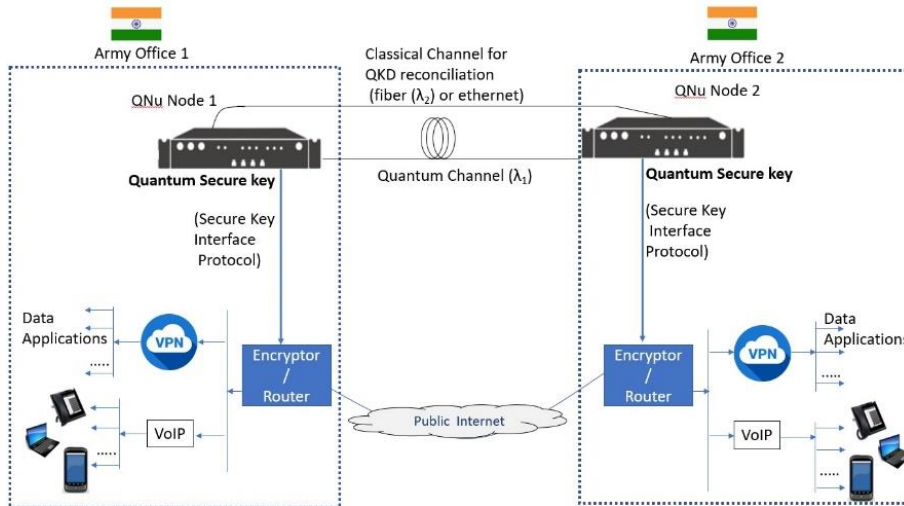 Army Office 1
QNu Node 1
Quantum Secure key
(Secure Key
Interface
Protocol)
Data
Applications
VPN
.....
VoIP
.....
Encryptor
/
Router
Classical Channel for
QKD reconciliation
(fiber (λ₂) or ethernet)
Quantum Channel (λ₁)
Public Internet
Army Office 2
QNu Node 2
Quantum Secure key
(Secure Key
Interface
Protocol)
Encryptor
/
Router
VPN
Data
Applications
.....
VoIP
.....